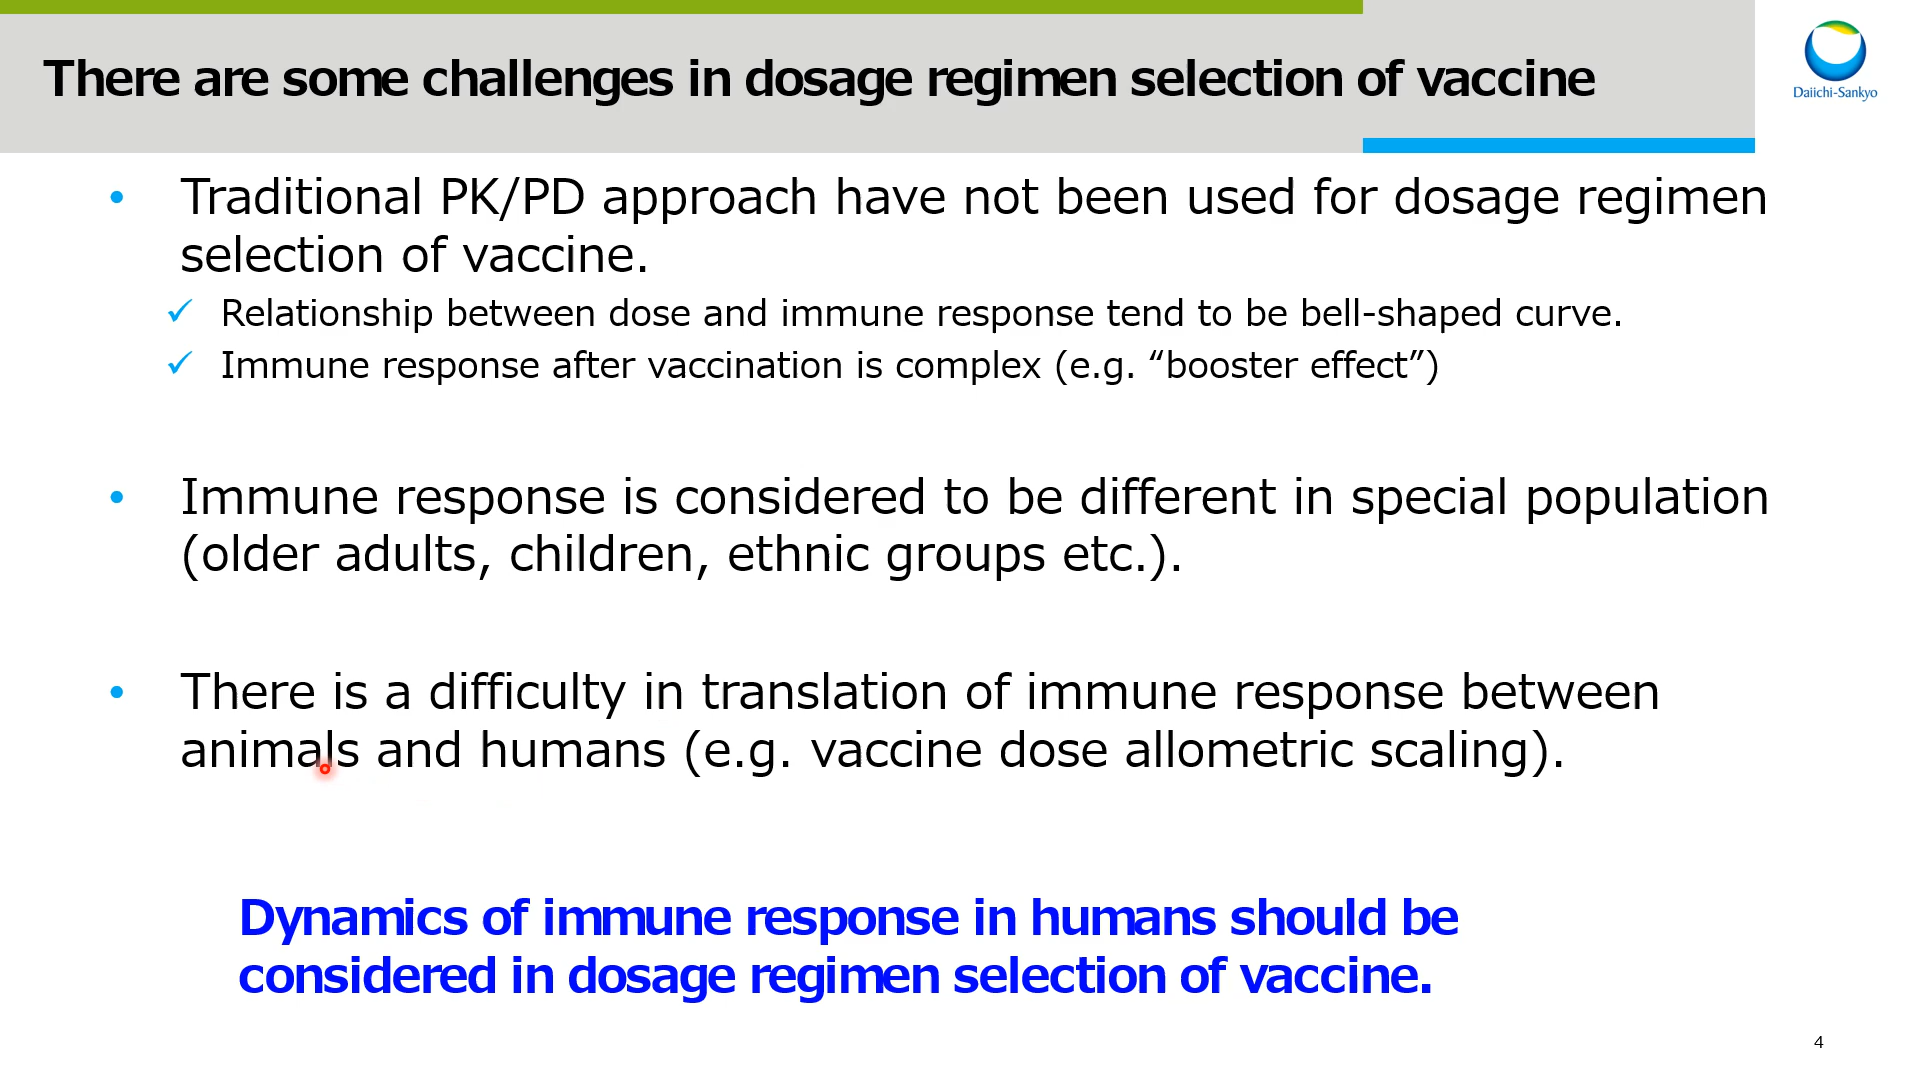 There are some challenges in dosage regimen selection of vaccine
Daiichi-Sankyo
• Traditional PK/PD approach have not been used for dosage regimen
selection of vaccine.
✓ Relationship between dose and immune response tend to be bell-shaped curve.
✓ Immune response after vaccination is complex (e.g. “booster effect”)
• Immune response is considered to be different in special population
(older adults, children, ethnic groups etc.).
• There is a difficulty in translation of immune response between
animals and humans (e.g. vaccine dose allometric scaling).
Dynamics of immune response in humans should be
considered in dosage regimen selection of vaccine.
4